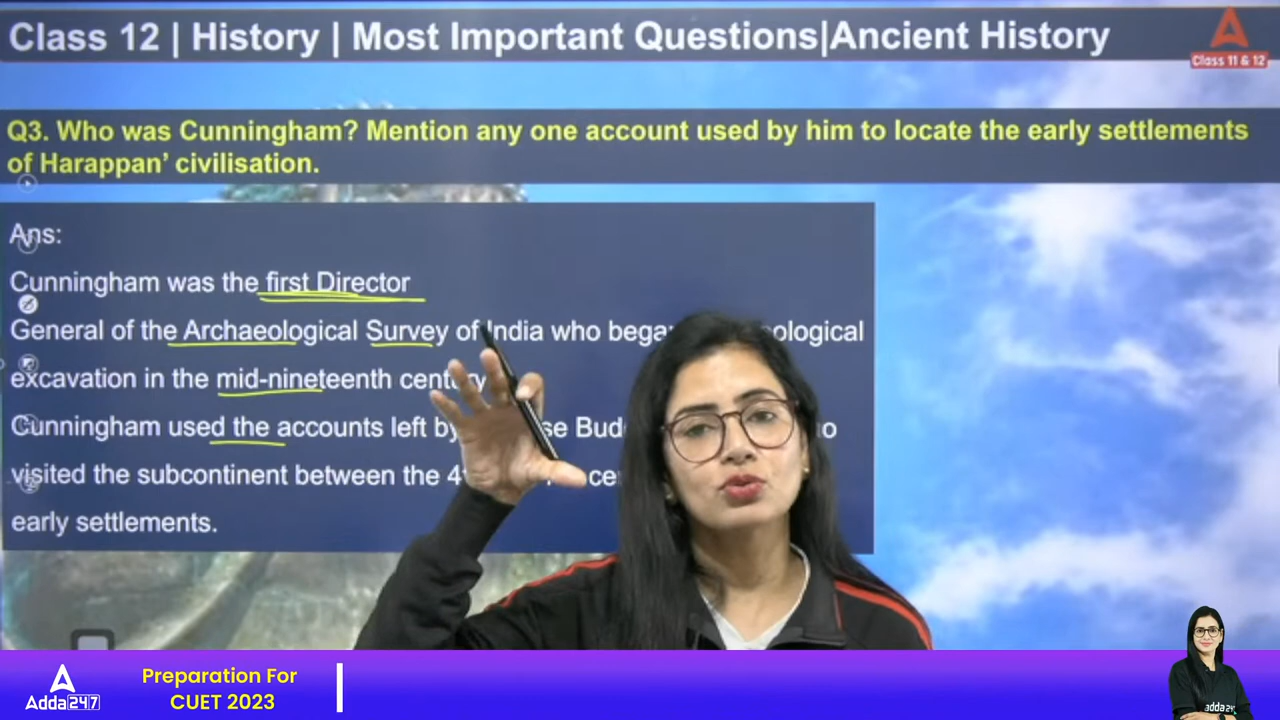 Class 12 | History | Most Important Questions|Ancient History
Class 11 & 12
Q3. Who was Cunningham? Mention any one account used by him to locate the early settlements
of Harappan' civilisation.
Ans:
Cunningham was the first Director
General of the Archaeological Survey of India who
excavation in the mid-nineteenth century
Cunningham used the accounts left by
visited the subcontinent between the
early settlements.
Adda247
Preparation For
CUET 2023